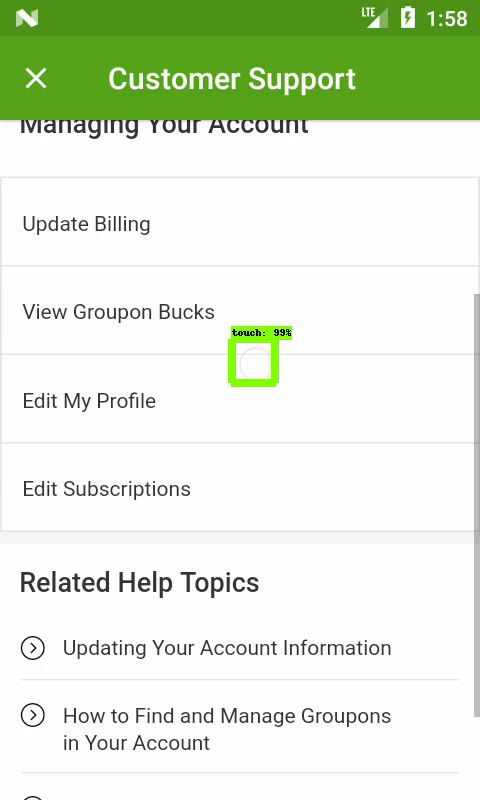 LTE 1:58
Customer Support
Managing Your Account
Update Billing
View Groupon Bucks
touch: 99%
Edit My Profile
Edit Subscriptions
Related Help Topics
Updating Your Account Information
How to Find and Manage Groupons
in Your Account